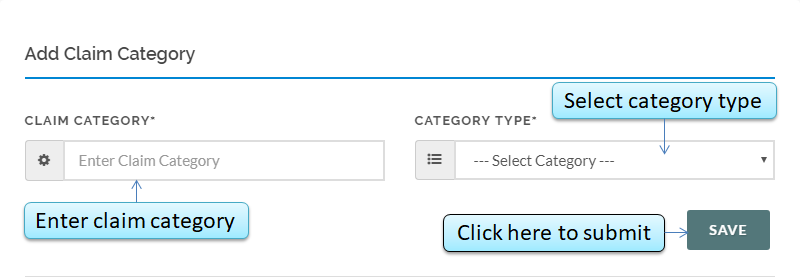 Add Claim Category
Select category type
CLAIM CATEGORY*
CATEGORY TYPE*
Enter Claim Category
--- Select Category ---
Enter claim category
Click here to submit
SAVE